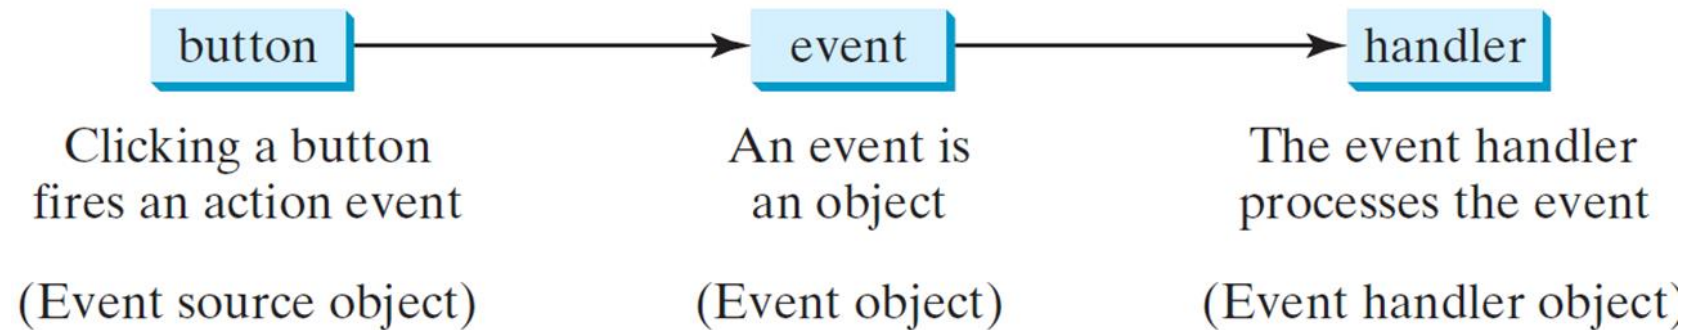 button
event
handler
Clicking a button
fires an action event
An event is
an object
The event handler
processes the event
(Event source object)
(Event object)
(Event handler object)